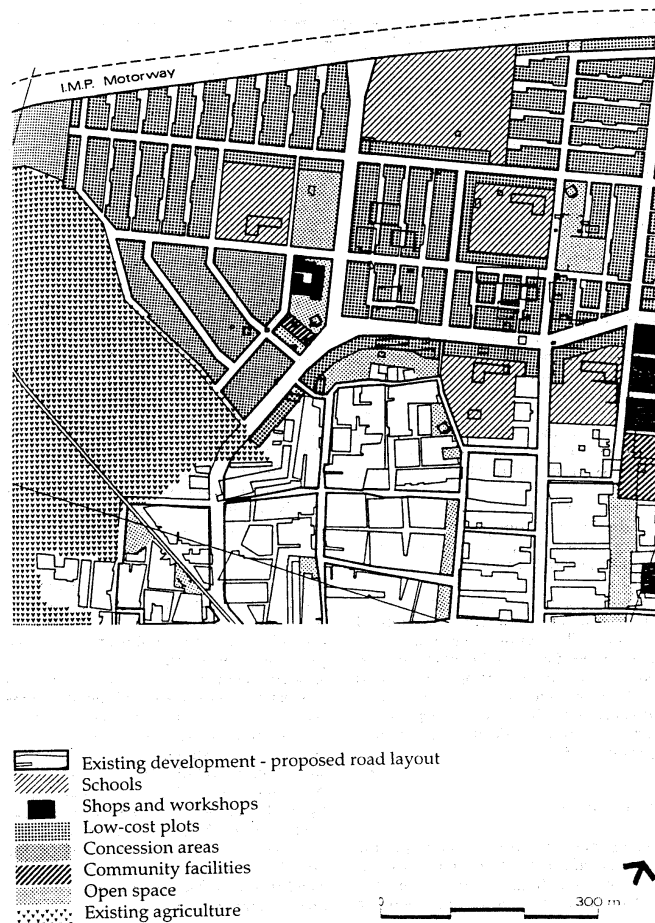 I.M.P. Motorway
Existing development - proposed road layout
Schools
Shops and workshops
Low-cost plots
Concession areas
Community facilities
Open space
Existing agriculture
0 300 m